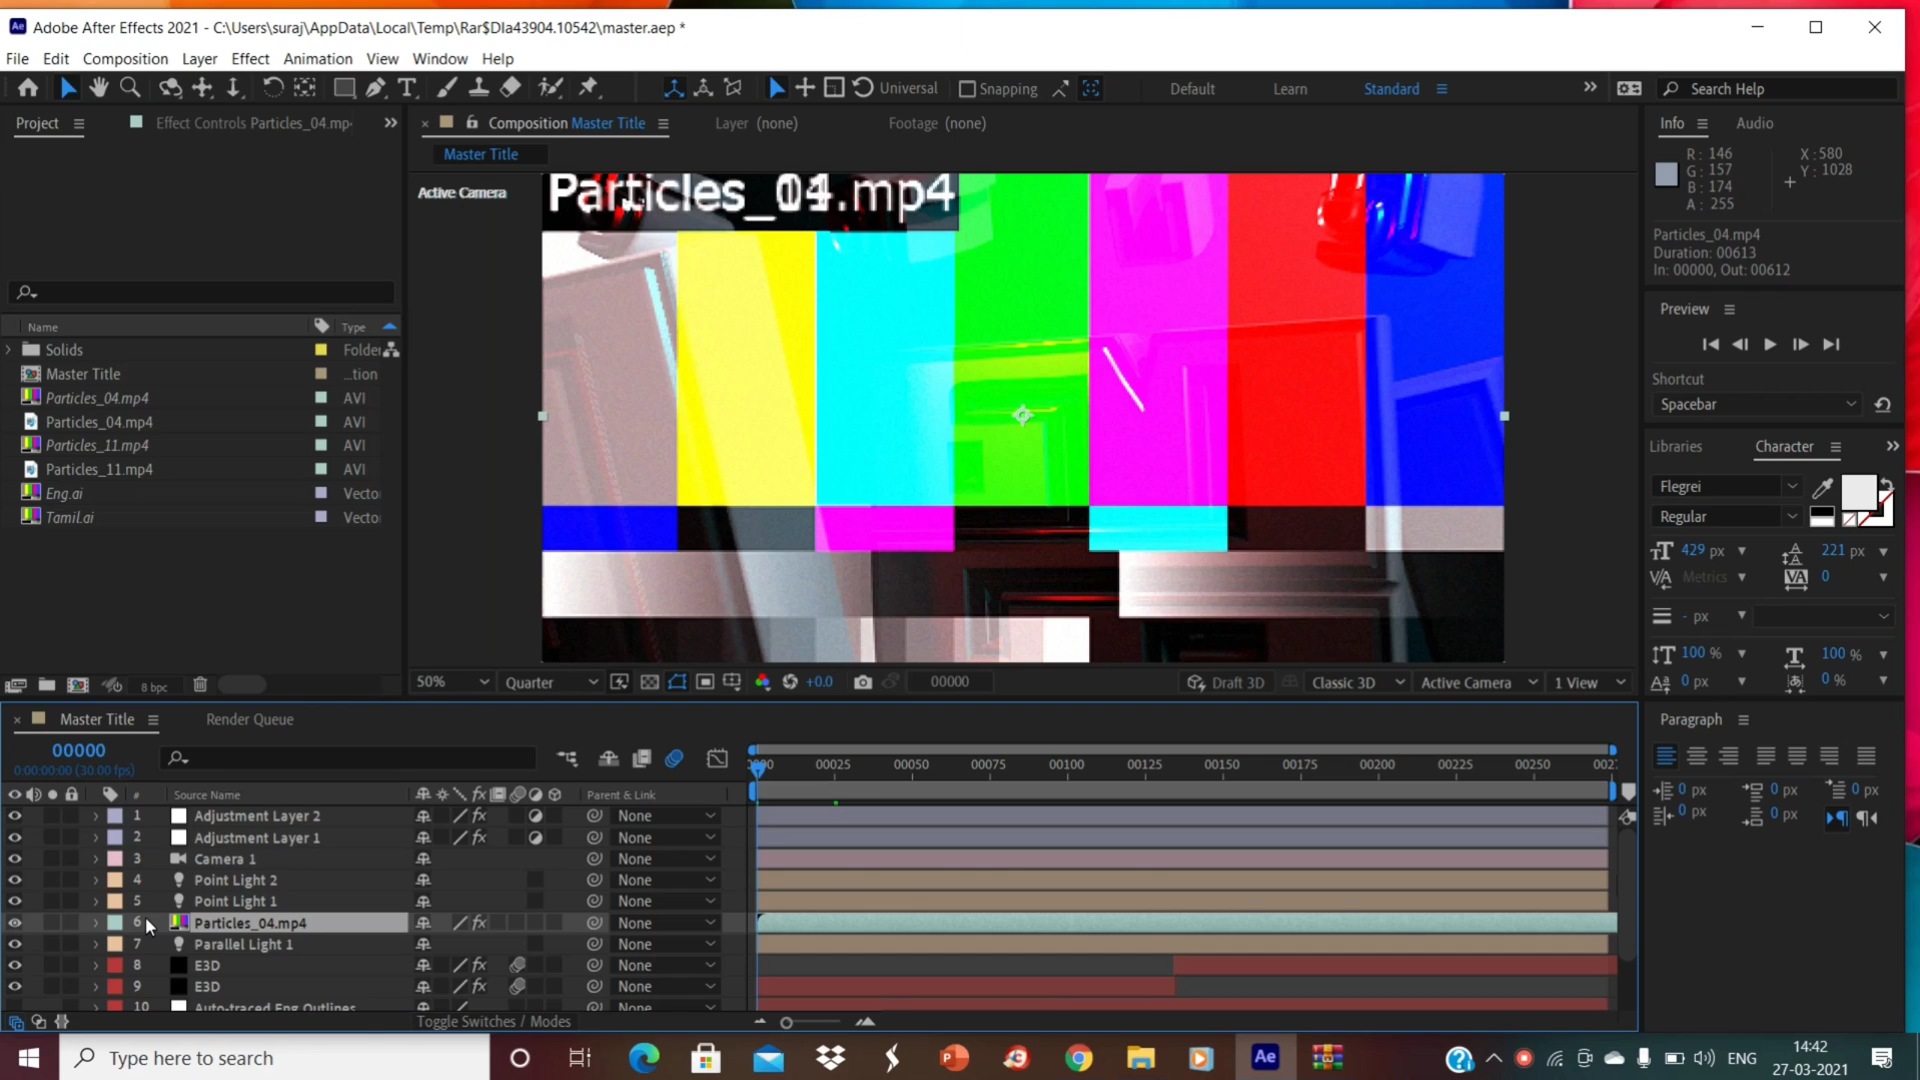 Adobe After Effects 2021 - C:\Users\suraj\AppData\Local\Temp\Rar$DIa43904.10542\master.aep *
File Edit Composition Layer Effect Animation View Window Help
Universal Snapping Default Learn Standard Search Help
Project Effect Controls Particles_04.mp
Composition Master Title Layer (none) Footage (none)
Info Audio
Master Title
Active Camera
Particles_ .mp4
R: 146 X:580
G: 157 Y: 1028
B: 174
A: 255
Particles_04.mp4
Duration: 00613
In: 00000, Out: 00612
Name Type
Solids Folder
Master Title ...tion
Particles_04.mp4 AVI
Particles_04.mp4 AVI
Particles_11.mp4 AVI
Particles_11.mp4 AVI
Eng.ai Vecto
Tamil.ai Vecto
8 bpc
Preview
Shortcut
Spacebar
Libraries Character
Flegrei
Regular
429 px 221 px
Metrics 0
- px
100 % 100 %
0 px 0 %
50% Quarter +0.0 00000 Draft 3D Classic 3D Active Camera 1 View
Master Title Render Queue
00000
0:00:00:00 (30.00 fps)
00025 00050 00075 00100 00125 00150 00175 00200 00225 00250
# Source Name Parent & Link
1 Adjustment Layer 2 None
2 Adjustment Layer 1 None
3 Camera 1 None
4 Point Light 2 None
5 Point Light 1 None
6 Particles_04.mp4 None
7 Parallel Light 1 None
8 E3D None
9 E3D None
10 Auto-traced Eng Outlines None
Toggle Switches / Modes
Paragraph
0 px 0 px 0 px
0 px 0 px
Type here to search
ENG
14:42
27-03-2021